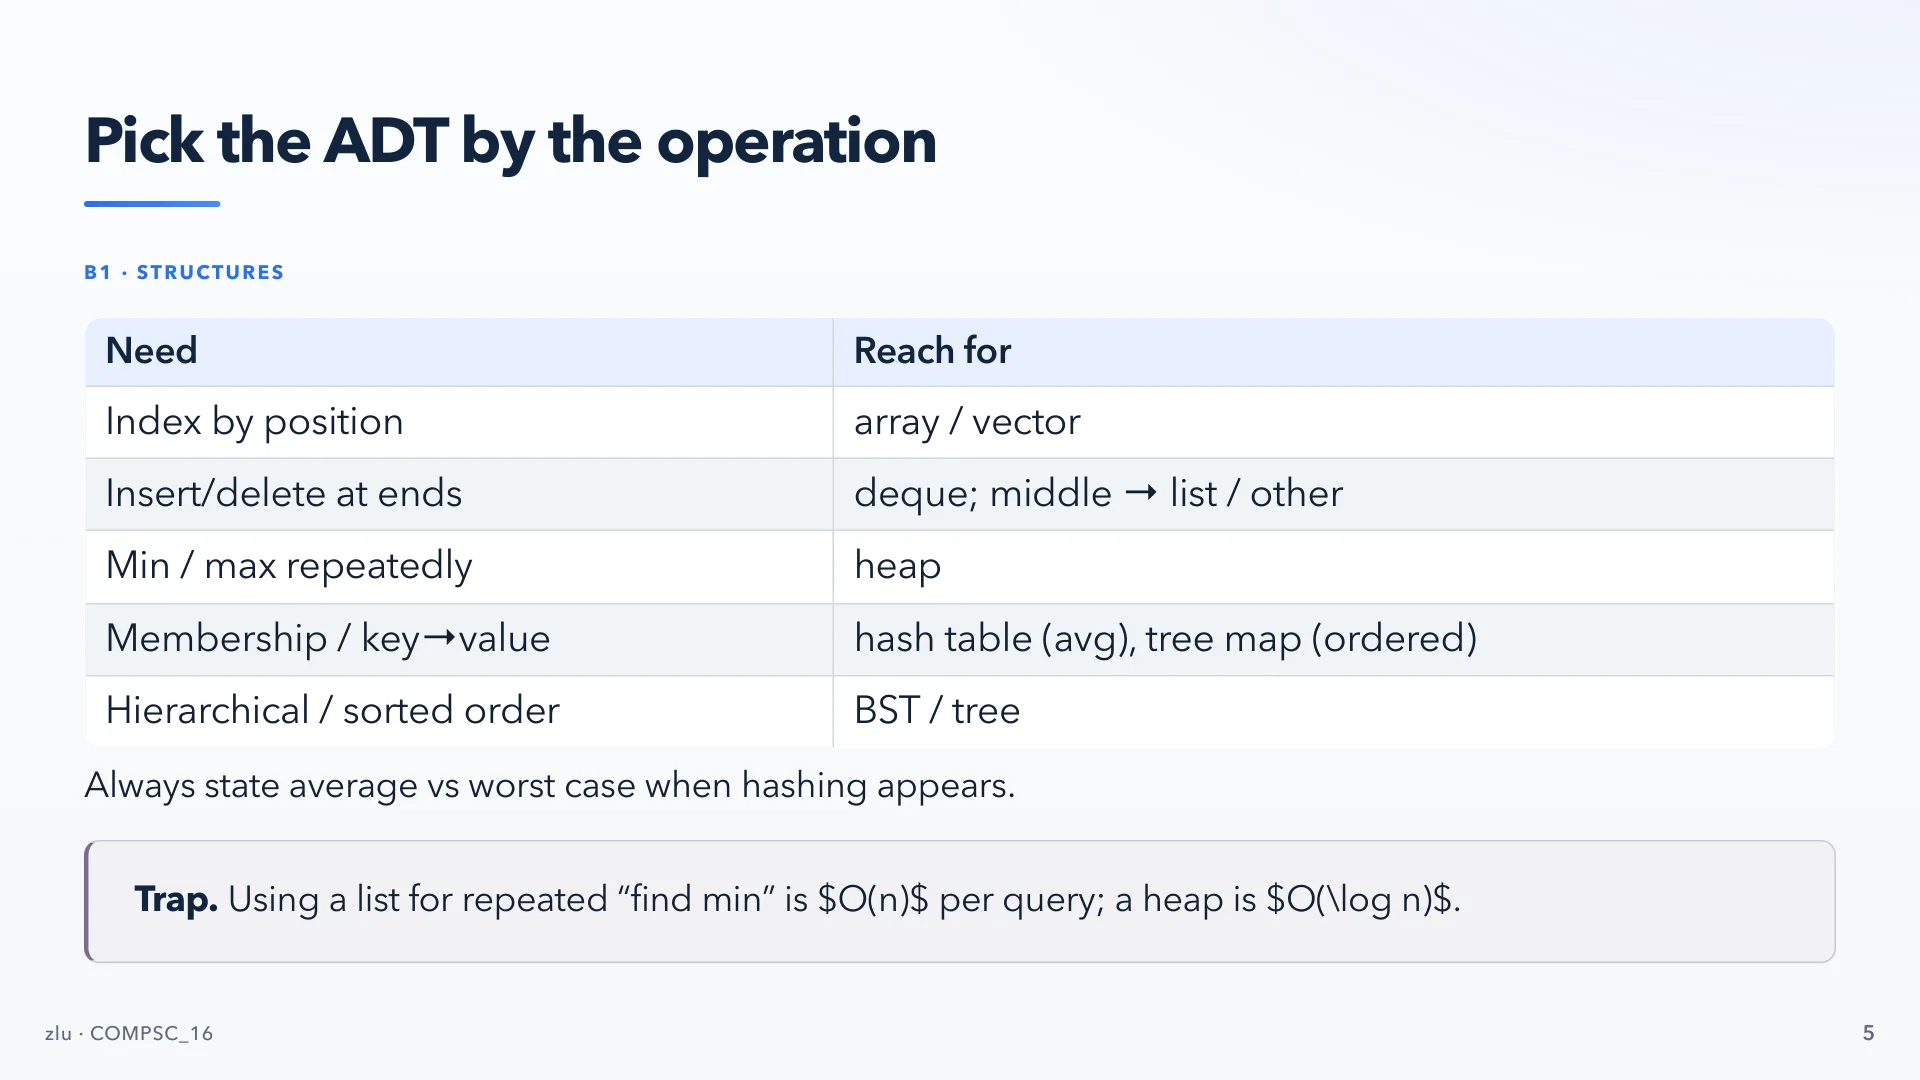 Pick the ADT by the operation
B1 · STRUCTURES
Need Reach for
Index by position array / vector
Insert/delete at ends deque; middle → list / other
Min / max repeatedly heap
Membership / key→value hash table (avg), tree map (ordered)
Hierarchical / sorted order BST / tree
Always state average vs worst case when hashing appears.
Trap. Using a list for repeated “find min” is $O(n)$ per query; a heap is $O(\log n)$.
zlu · COMPSC_16
5